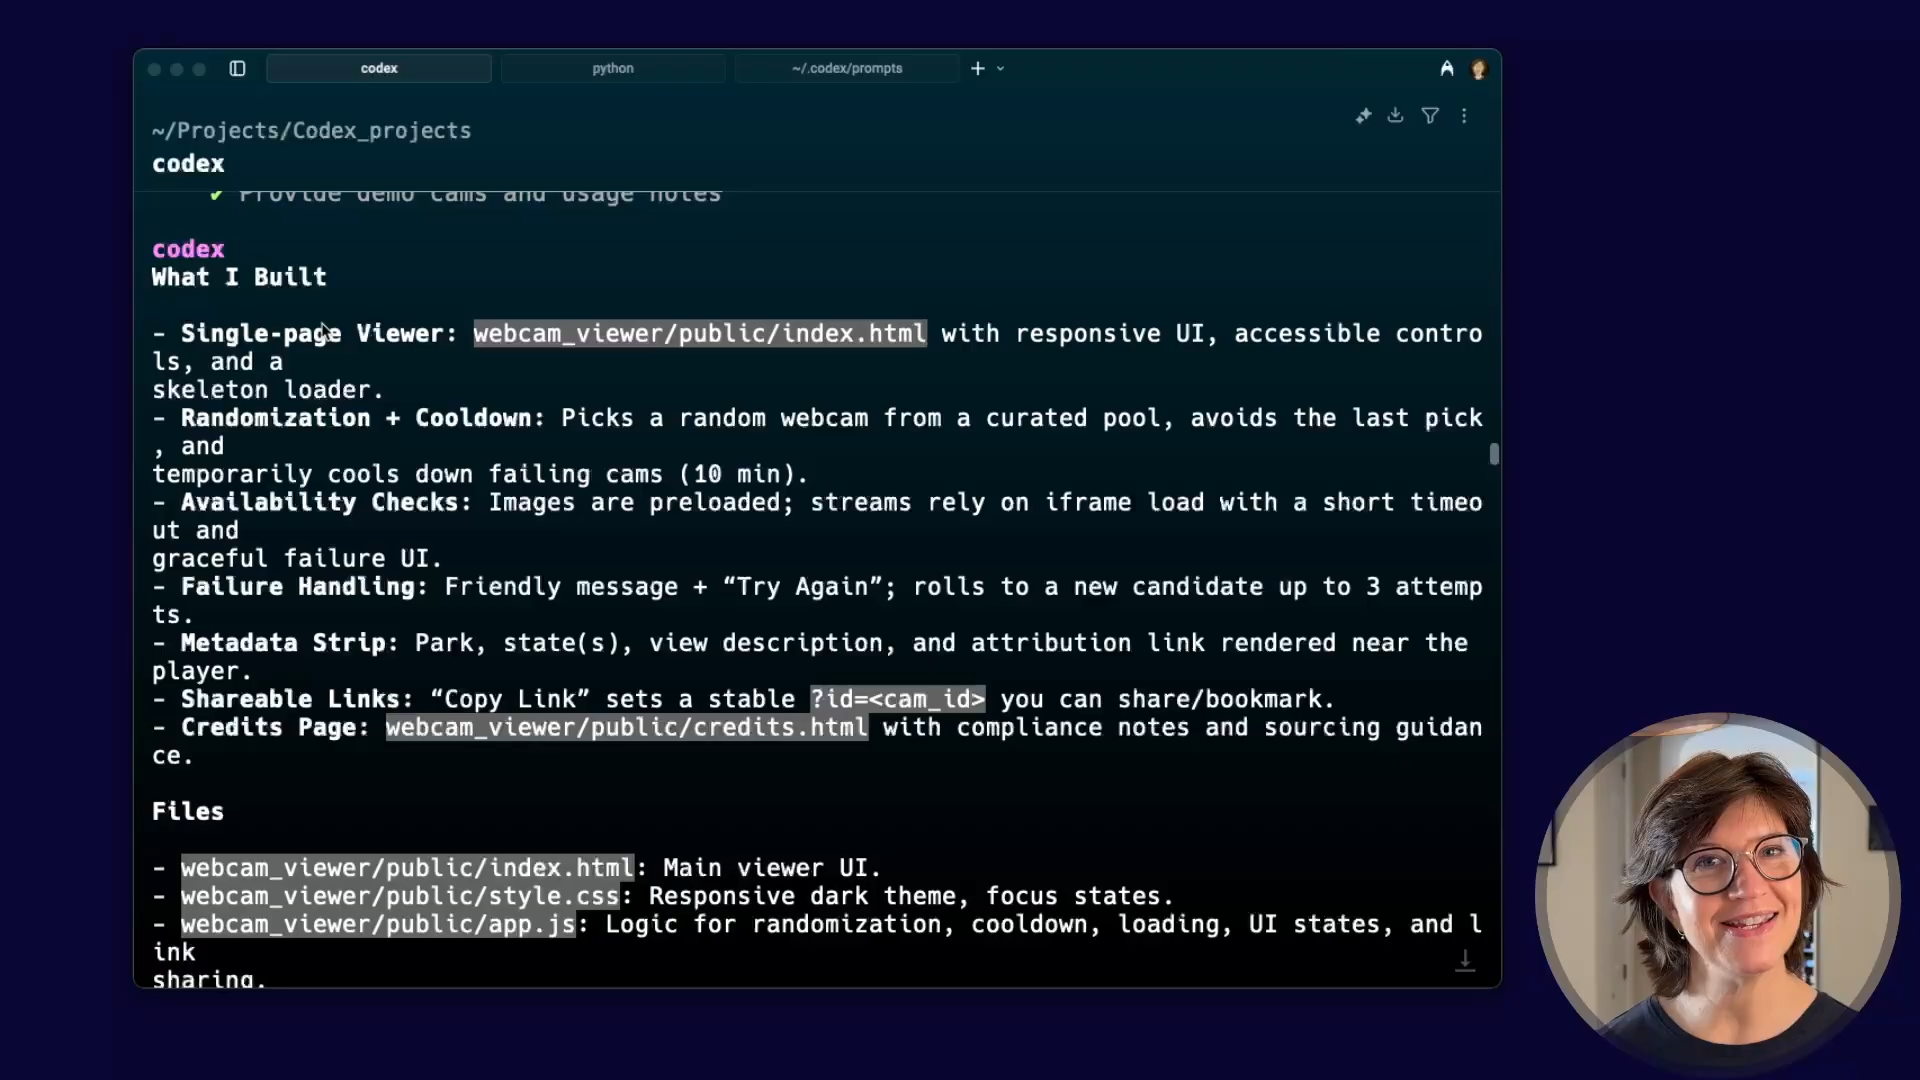 codex
python
~/.codex/prompts
~/Projects/Codex_projects
codex
✔ Provide demo cams and usage notes
codex
What I Built
- Single-page Viewer: webcam_viewer/public/index.html with responsive UI, accessible contro
ls, and a
skeleton loader.
- Randomization + Cooldown: Picks a random webcam from a curated pool, avoids the last pick
, and
temporarily cools down failing cams (10 min).
- Availability Checks: Images are preloaded; streams rely on iframe load with a short timeo
ut and
graceful failure UI.
- Failure Handling: Friendly message + “Try Again”; rolls to a new candidate up to 3 attemp
ts.
- Metadata Strip: Park, state(s), view description, and attribution link rendered near the
player.
- Shareable Links: “Copy Link” sets a stable ?id=<cam_id> you can share/bookmark.
- Credits Page: webcam_viewer/public/credits.html with compliance notes and sourcing guidan
ce.
Files
- webcam_viewer/public/index.html: Main viewer UI.
- webcam_viewer/public/style.css: Responsive dark theme, focus states.
- webcam_viewer/public/app.js: Logic for randomization, cooldown, loading, UI states, and l
ink
sharing.